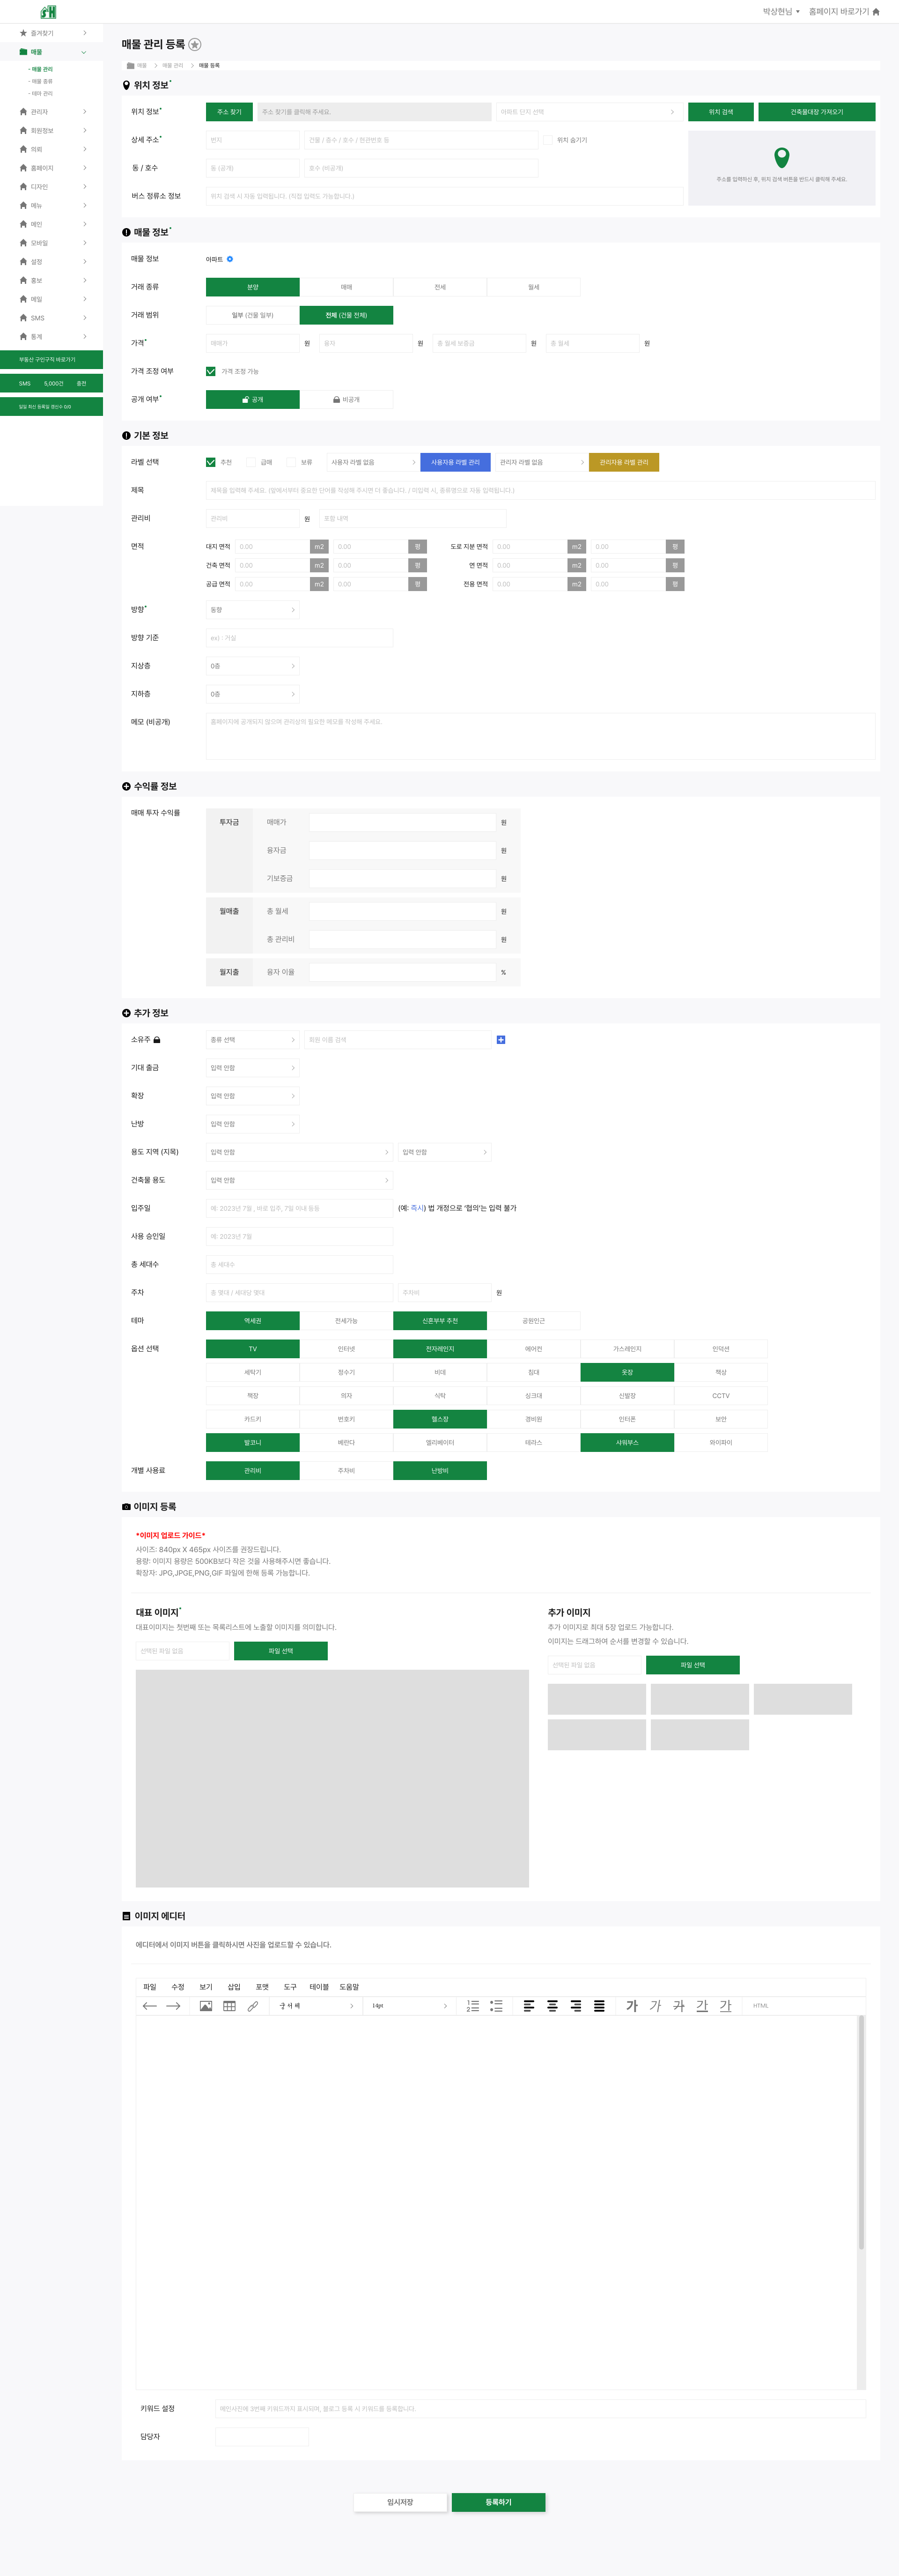 SH
박상현님 ▼ 홈페이지 바로가기
즐겨찾기
매물
- 매물 관리
- 매물 종류
- 테마 관리
관리자
회원정보
의뢰
홈페이지
디자인
메뉴
메인
모바일
설정
홍보
메일
SMS
통계
부동산 구인구직 바로가기
SMS 5,000건 충전
매물 관리 등록
매물 > 매물 관리 > 매물 등록
위치 정보*
위치 정보* 주소 찾기 주소 찾기를 클릭해 주세요. 아파트 단지 선택 위치 검색 건축물대장 가져오기
상세 주소* 번지 건물 / 층수 / 호수 / 현관번호 등 위치 숨기기
동 / 호수 동 (공개) 호수 (비공개)
주소를 입력하신 후, 위치 검색 버튼을 반드시 클릭해 주세요.
버스 정류소 정보 위치 검색 시 자동 입력됩니다. (직접 입력도 가능합니다.)
매물 정보*
매물 정보 아파트
거래 종류 분양 매매 전세 월세
거래 범위 일부 (건물 일부) 전체 (건물 전체)
가격* 매매가 원 융자 원 총 월세 보증금 원 총 월세 원
가격 조정 여부 가격 조정 가능
공개 여부* 공개 비공개
기본 정보
라벨 선택 추천 급매 보류 사용자 라벨 없음 사용자용 라벨 관리 관리자 라벨 없음 관리자용 라벨 관리
제목 제목을 입력해 주세요. (앞에서부터 중요한 단어를 작성해 주시면 더 좋습니다. / 미입력 시, 종류명으로 자동 입력됩니다.)
관리비 관리비 원 포함 내역
면적 대지 면적 0.00 m2 0.00 평 도로 지분 면적 0.00 m2 0.00 평
건축 면적 0.00 m2 0.00 평 연 면적 0.00 m2 0.00 평
공급 면적 0.00 m2 0.00 평 전용 면적 0.00 m2 0.00 평
방향* 동향
방향 기준 ex) : 거실
지상층 0층
지하층 0층
메모 (비공개) 홈페이지에 공개되지 않으며 관리상의 필요한 메모를 작성해 주세요.
수익률 정보
매매 투자 수익률 투자금 매매가 원
융자금 원
기보증금 원
월매출 총 월세 원
총 관리비 원
월지출 융자 이율 %
추가 정보
소유주 종류 선택 회원 이름 검색
기대 출금 입력 안함
확장 입력 안함
난방 입력 안함
용도 지역 (지목) 입력 안함 입력 안함
건축물 용도 입력 안함
입주일 예: 2023년 7월 , 바로 입주, 7일 이내 등등 (예: 즉시) 법 개정으로 '협의'는 입력 불가
사용 승인일 예: 2023년 7월
총 세대수 총 세대수
주차 총 몇대 / 세대당 몇대 주차비 원
테마 역세권 전세가능 신혼부부 추천 공원인근
옵션 선택 TV 인터넷 전자레인지 에어컨 가스레인지 인덕션
세탁기 정수기 비데 침대 옷장 책상
책장 의자 식탁 싱크대 신발장 CCTV
카드키 번호키 헬스장 경비원 인터폰 보안
발코니 베란다 엘리베이터 테라스 샤워부스 와이파이
개별 사용료 관리비 주차비 난방비
이미지 등록
*이미지 업로드 가이드*
사이즈: 840px X 465px 사이즈를 권장드립니다.
용량: 이미지 용량은 500KB보다 작은 것을 사용해주시면 좋습니다.
확장자: JPG,JPGE,PNG,GIF 파일에 한해 등록 가능합니다.
대표 이미지*
대표이미지는 첫번째 또는 목록리스트에 노출할 이미지를 의미합니다.
선택된 파일 없음 파일 선택
추가 이미지
추가 이미지로 최대 5장 업로드 가능합니다.
이미지는 드래그하여 순서를 변경할 수 있습니다.
선택된 파일 없음 파일 선택
이미지 에디터
에디터에서 이미지 버튼을 클릭하시면 사진을 업로드할 수 있습니다.
파일 수정 보기 삽입 포맷 도구 테이블 도움말
궁서체 14pt 가 가 가 가 가 HTML
키워드 설정 메인사진에 3번째 키워드까지 표시되며, 블로그 등록 시 키워드를 등록합니다.
담당자
임시저장 등록하기